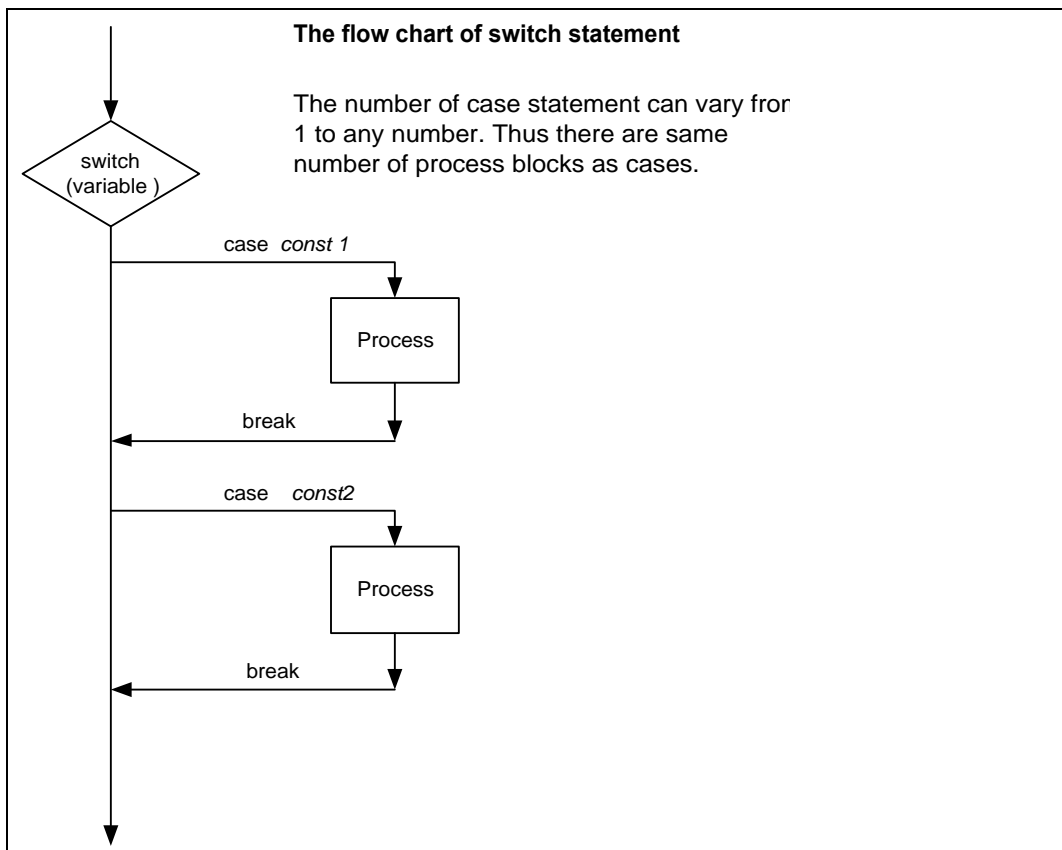 The flow chart of switch statement
The number of case statement can vary from
1 to any number. Thus there are same
number of process blocks as cases.
switch
(variable )
case const 1
Process
break
case const2
Process
break